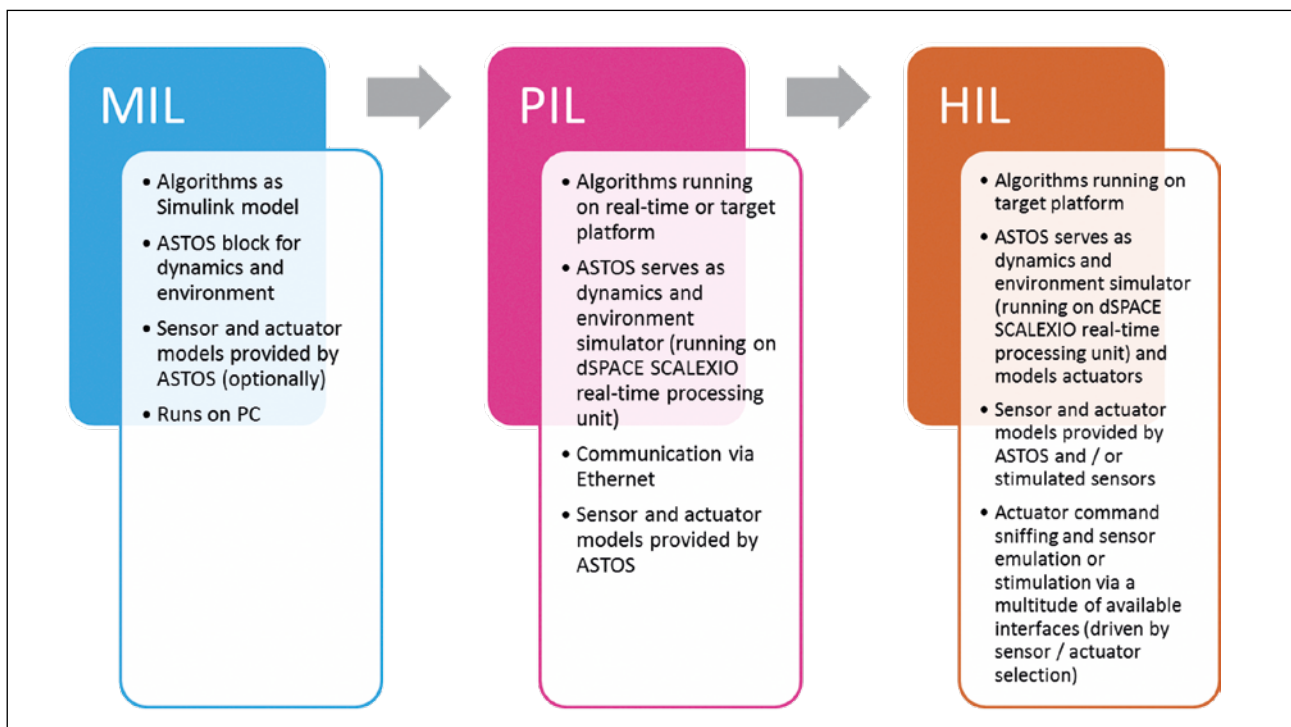 MIL
• Algorithms as
Simulink model
• ASTOS block for
dynamics and
environment
• Sensor and actuator
models provided by
ASTOS (optionally)
• Runs on PC
PIL
• Algorithms running
on real-time or target
platform
• ASTOS serves as
dynamics and
environment
simulator (running on
dSPACE SCALEXIO
real-time processing
unit)
• Communication via
Ethernet
• Sensor and actuator
models provided by
ASTOS
HIL
• Algorithms running on
target platform
• ASTOS serves as
dynamics and
environment simulator
(running on dSPACE
SCALEXIO real-time
processing unit) and
models actuators
• Sensor and actuator
models provided by
ASTOS and / or
stimulated sensors
• Actuator command
sniffing and sensor
emulation or
stimulation via a
multitude of available
interfaces (driven by
sensor / actuator
selection)